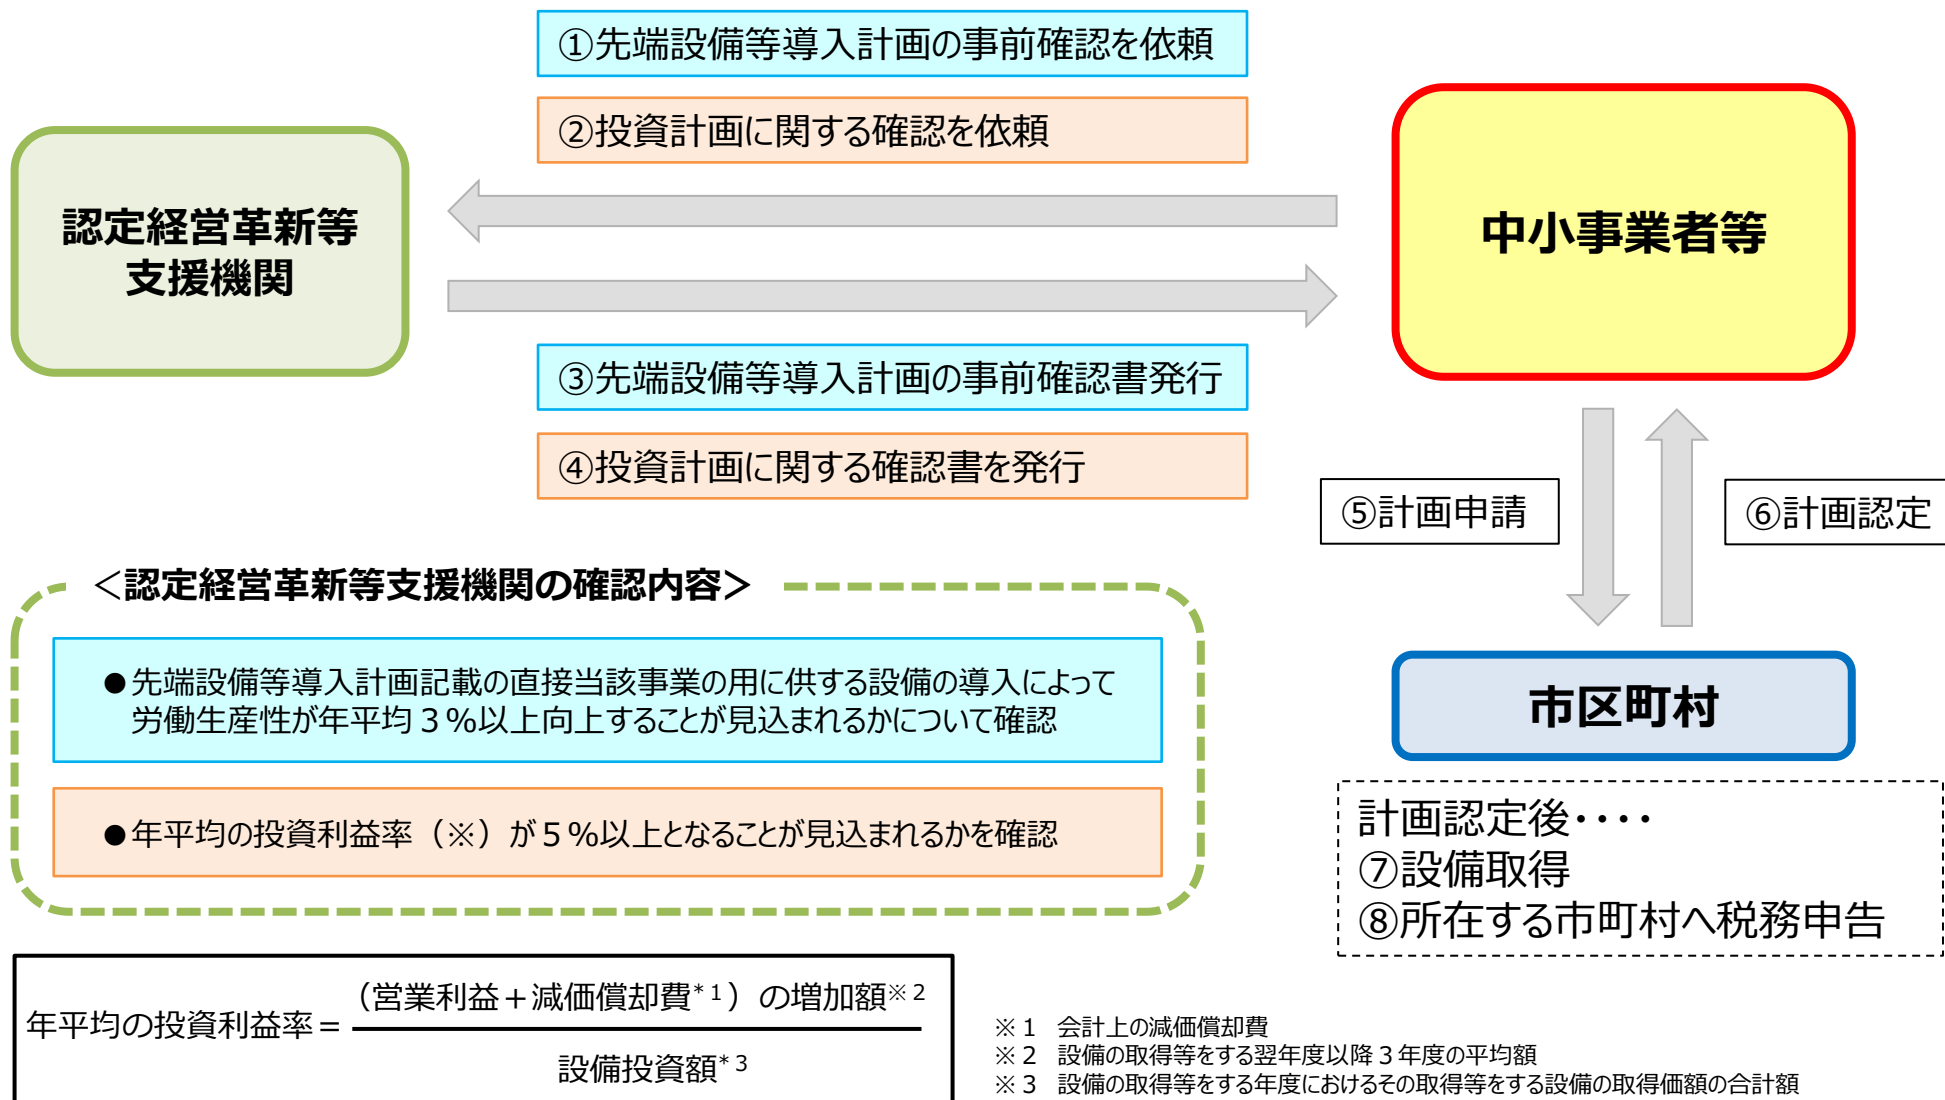 ①先端設備等導入計画の事前確認を依頼
②投資計画に関する確認を依頼
認定経営革新等
支援機関
中小事業者等
③先端設備等導入計画の事前確認書発行
④投資計画に関する確認書を発行
⑤計画申請
⑥計画認定
＜認定経営革新等支援機関の確認内容＞
●先端設備等導入計画記載の直接当該事業の用に供する設備の導入によって
労働生産性が年平均３％以上向上することが見込まれるかについて確認
●年平均の投資利益率（※）が５％以上となることが見込まれるかを確認
市区町村
計画認定後・・・・
⑦設備取得
⑧所在する市町村へ税務申告
年平均の投資利益率＝
（営業利益＋減価償却費*1）の増加額※2
設備投資額*3
※１　会計上の減価償却費
※２　設備の取得等をする翌年度以降３年度の平均額
※３　設備の取得等をする年度におけるその取得等をする設備の取得価額の合計額